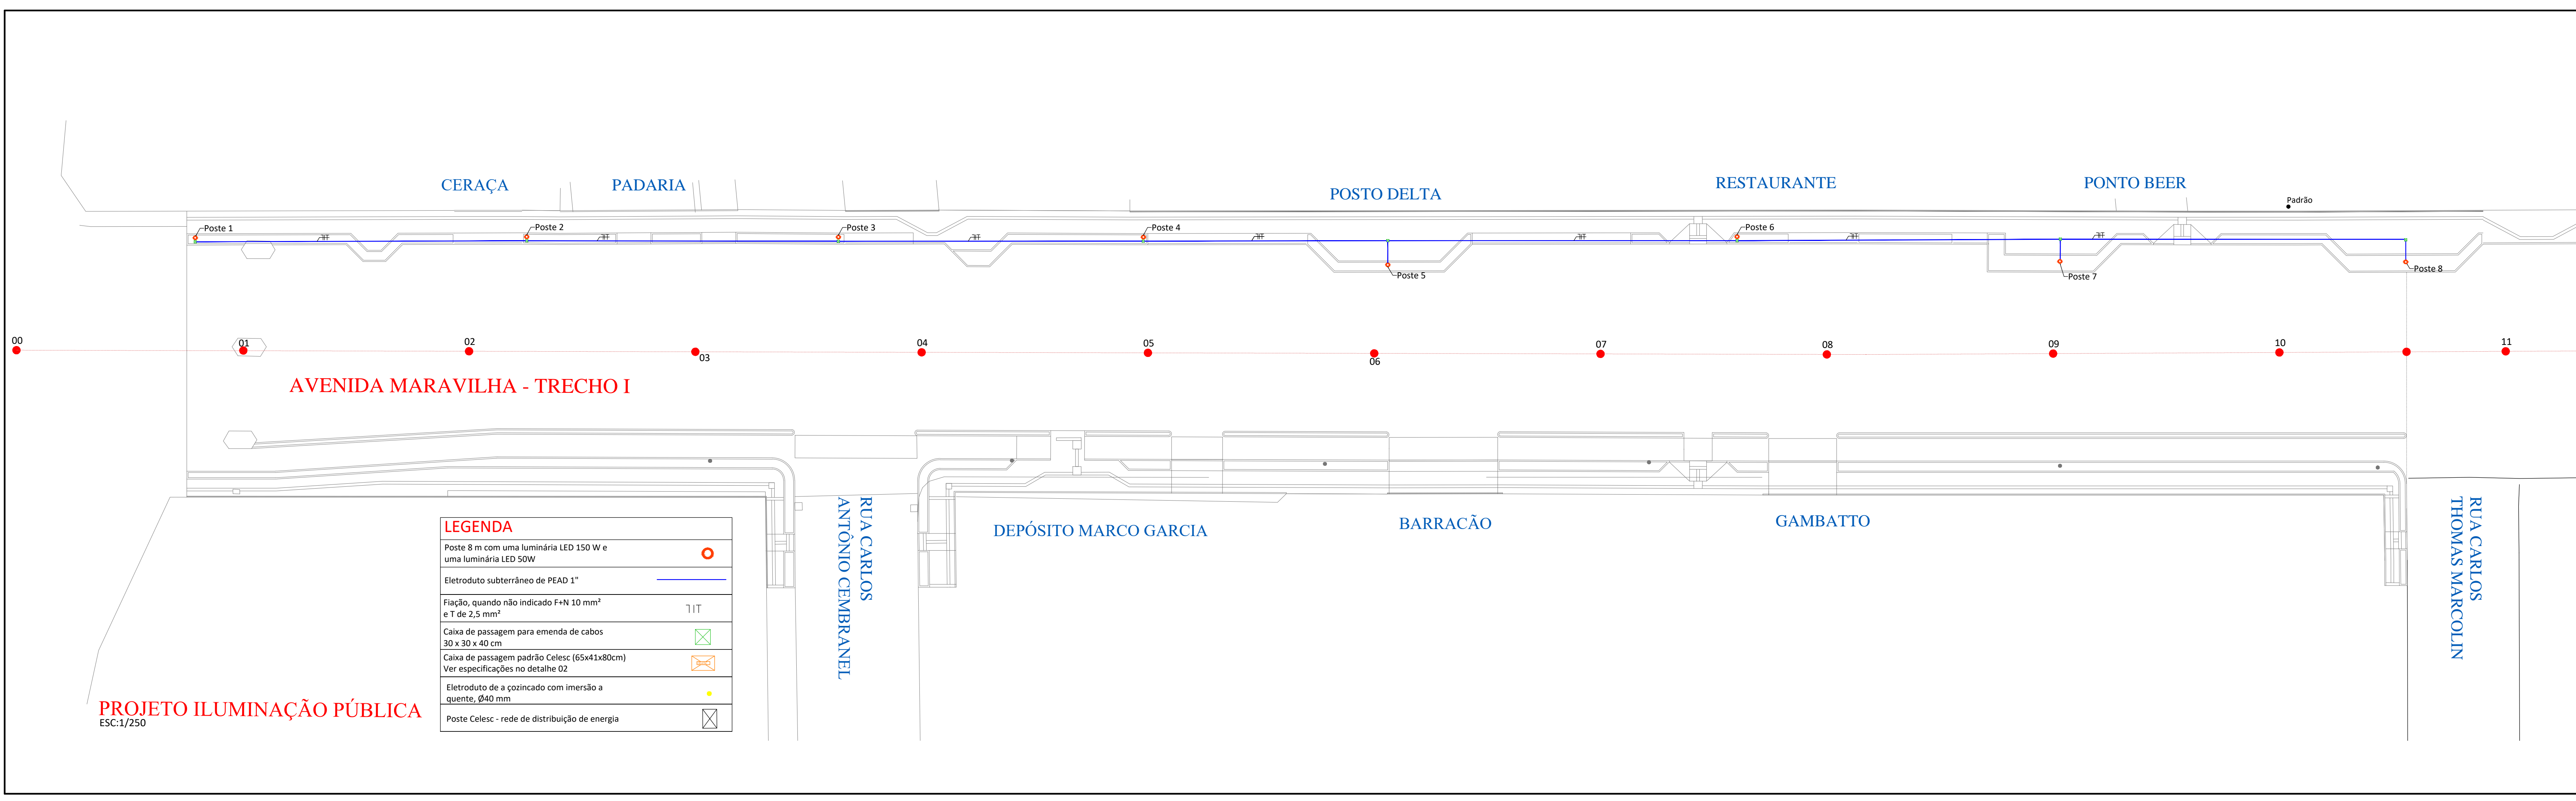 CERAÇA
PADARIA
POSTO DELTA
RESTAURANTE
PONTO BEER
Padrão
Poste 1
Poste 2
Poste 3
Poste 4
Poste 5
Poste 6
Poste 7
Poste 8
00
01
02
03
04
05
06
07
08
09
10
11
AVENIDA MARAVILHA - TRECHO I
RUA CARLOS
ANTÔNIO CEMBRANEL
DEPÓSITO MARCO GARCIA
BARRACÃO
GAMBATTO
RUA CARLOS
THOMAS MARCOLIN
LEGENDA
Poste 8 m com uma luminária LED 150 W e
uma luminária LED 50W
Eletroduto subterrâneo de PEAD 1"
Fiação, quando não indicado F+N 10 mm²
e T de 2,5 mm²
Caixa de passagem para emenda de cabos
30 x 30 x 40 cm
Caixa de passagem padrão Celesc (65x41x80cm)
Ver especificações no detalhe 02
Eletroduto de a çozincado com imersão a
quente, Ø40 mm
Poste Celesc - rede de distribuição de energia
PROJETO ILUMINAÇÃO PÚBLICA
ESC:1/250